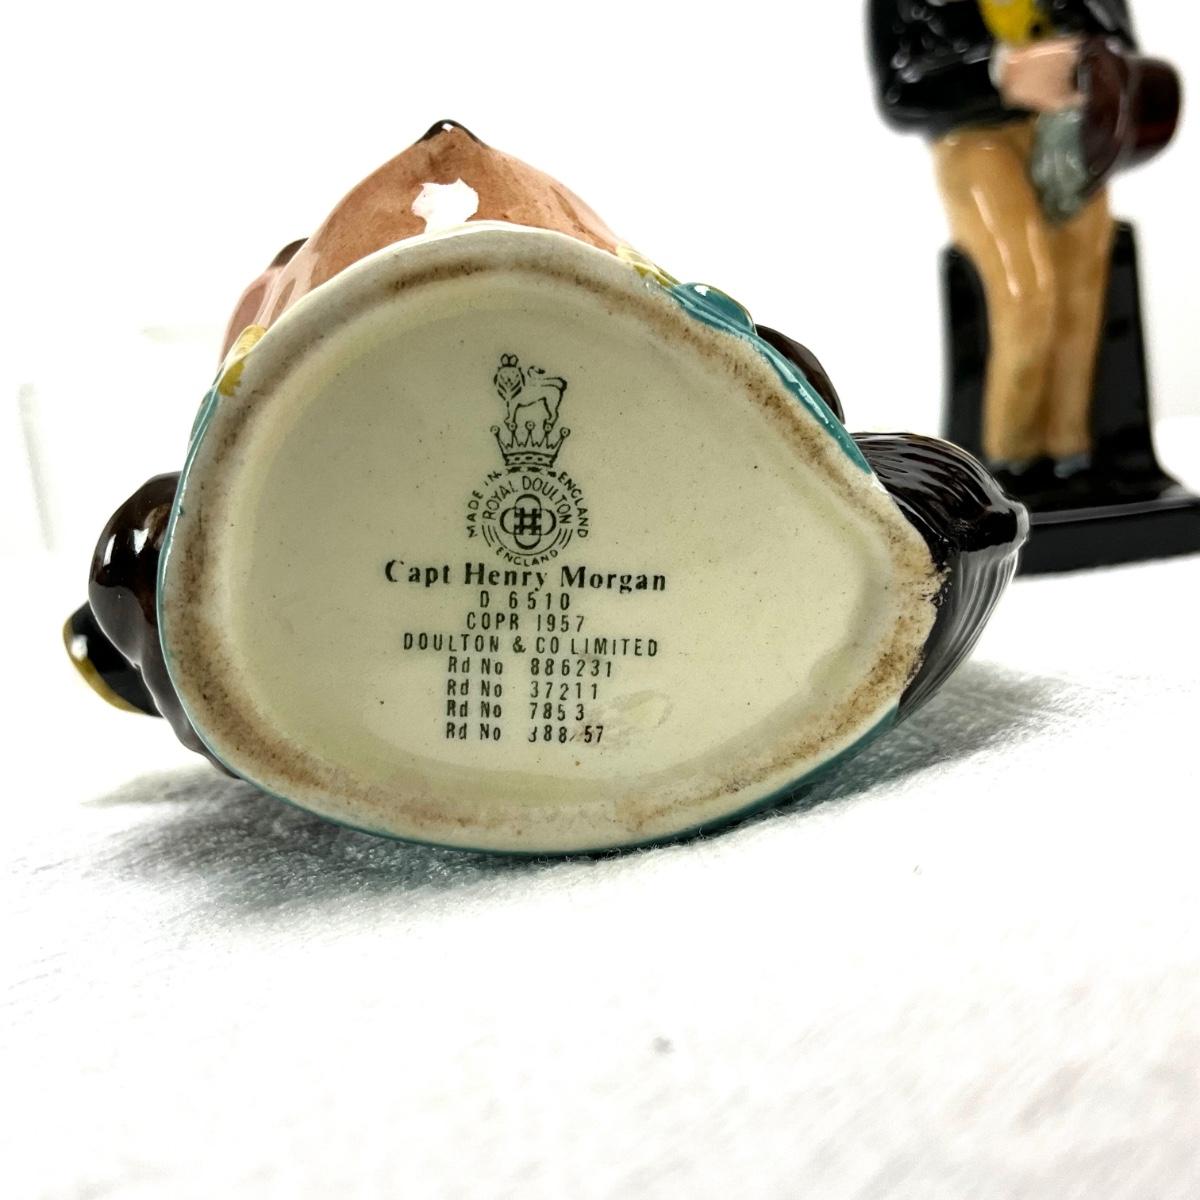 MADE IN ENGLAND
ROYAL DOULTON
ENGLAND
Capt Henry Morgan
D 6510
COPR 1957
DOULTON & CO LIMITED
Rd No 886231
Rd No 37211
Rd No 7853
Rd No 388/57